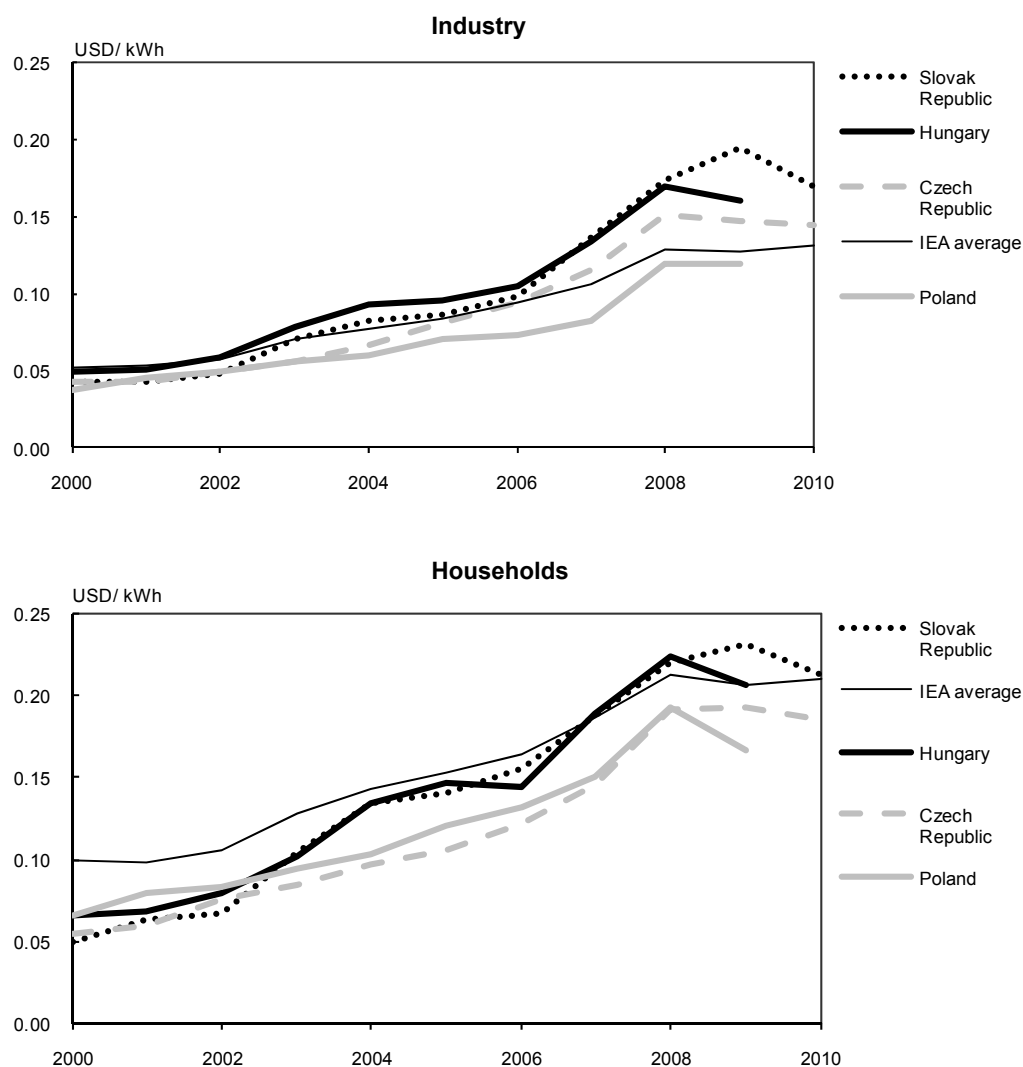 Industry
USD/ kWh
0.25
0.20
0.15
0.10
0.05
0.00
2000 2002 2004 2006 2008 2010
Slovak
Republic
Hungary
Czech
Republic
IEA average
Poland
Households
USD/ kWh
0.25
0.20
0.15
0.10
0.05
0.00
2000 2002 2004 2006 2008 2010
Slovak
Republic
IEA average
Hungary
Czech
Republic
Poland